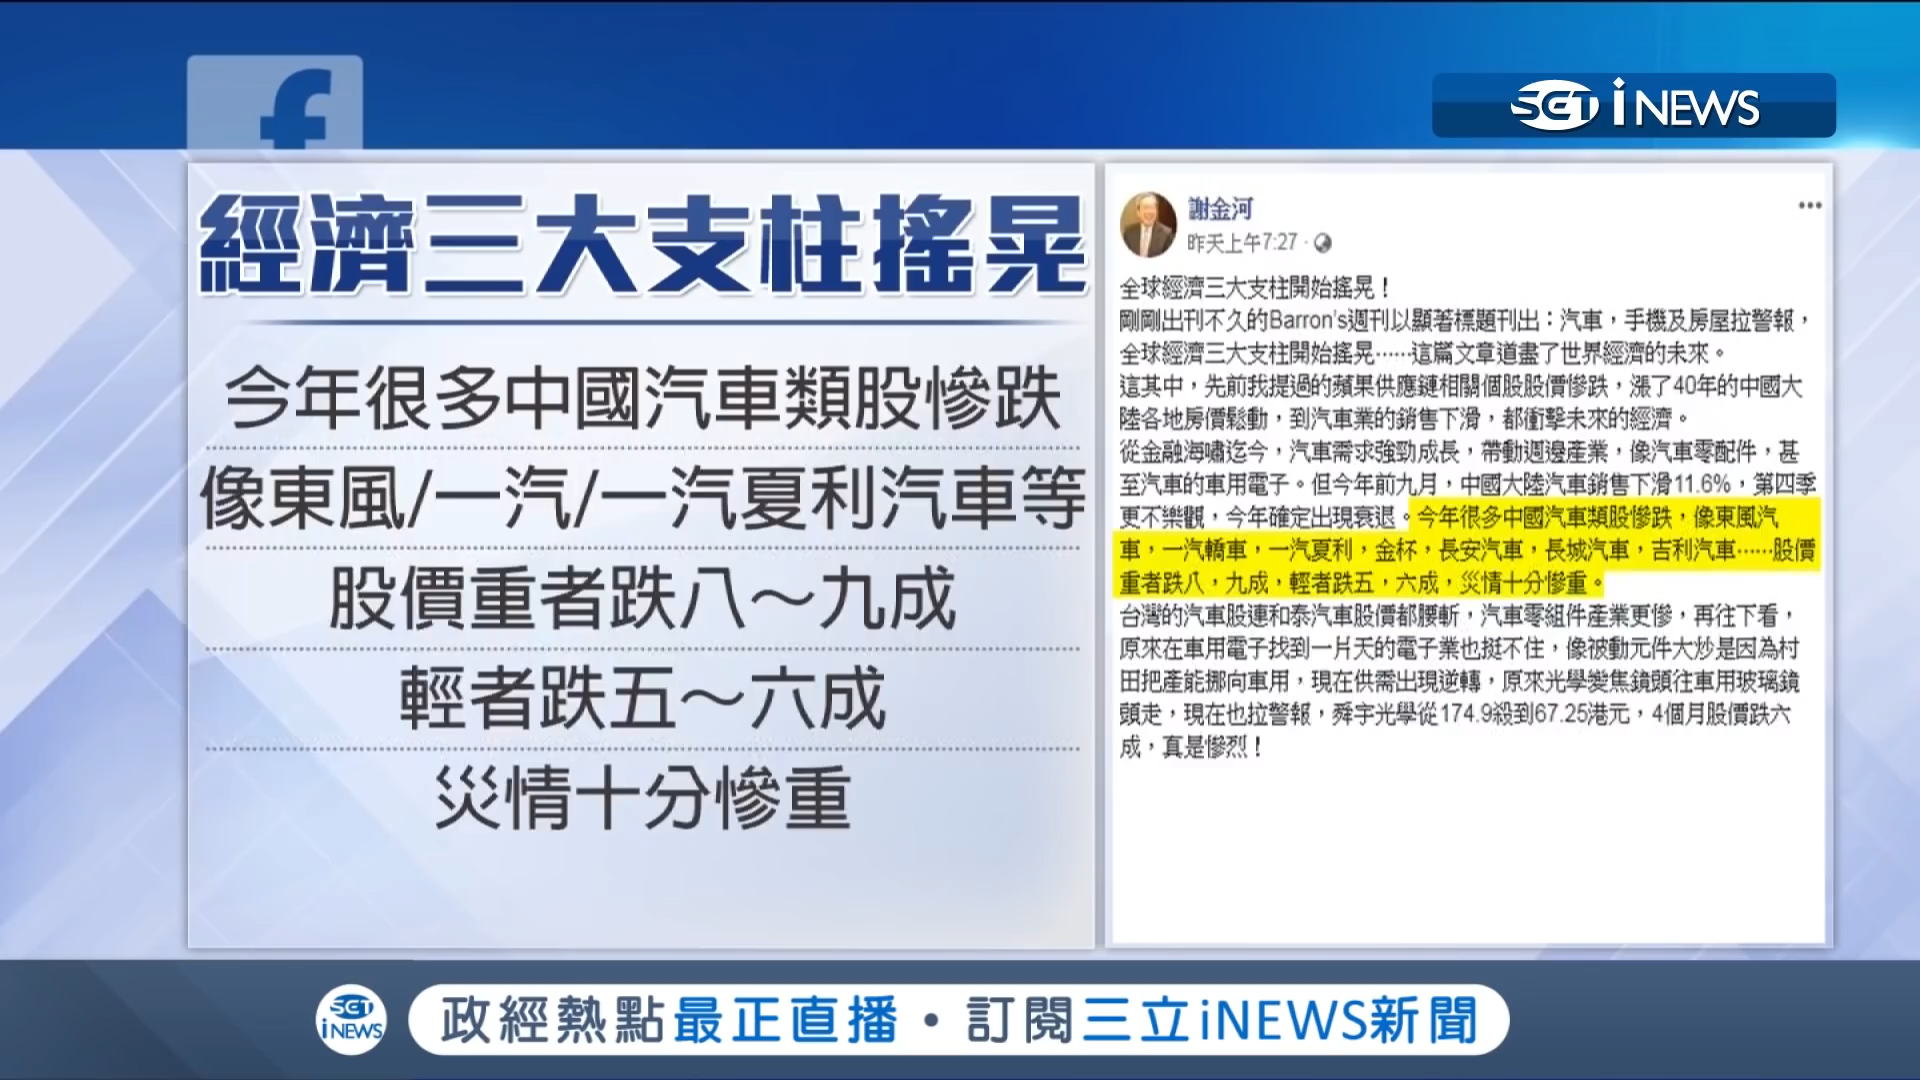 SET iNEWS
經濟三大支柱搖晃
今年很多中國汽車類股慘跌
像東風/一汽/一汽夏利汽車等
股價重者跌八～九成
輕者跌五～六成
災情十分慘重
謝金河
昨天上午7:27
全球經濟三大支柱開始搖晃！
剛剛出刊不久的Barron's週刊以顯著標題刊出：汽車，手機及房屋拉警報，
全球經濟三大支柱開始搖晃……這篇文章道盡了世界經濟的未來。
這其中，先前我提過的蘋果供應鏈相關個股股價慘跌，漲了40年的中國大
陸各地房價鬆動，到汽車業的銷售下滑，都衝擊未來的經濟。
從金融海嘯迄今，汽車需求強勁成長，帶動週邊產業，像汽車零配件，甚
至汽車的車用電子。但今年前九月，中國大陸汽車銷售下滑11.6%，第四季
更不樂觀，今年確定出現衰退。今年很多中國汽車類股慘跌，像東風汽
車，一汽轎車，一汽夏利，金杯，長安汽車，長城汽車，吉利汽車……股價
重者跌八，九成，輕者跌五，六成，災情十分慘重。
台灣的汽車股連和泰汽車股價都腰斬，汽車零組件產業更慘，再往下看，
原來在車用電子找到一片天的電子業也挺不住，像被動元件大炒是因為村
田把產能挪向車用，現在供需出現逆轉，原來光學變焦鏡頭往車用玻璃鏡
頭走，現在也拉警報，舜宇光學從174.9殺到67.25港元，4個月股價跌六
成，真是慘烈！
SET iNEWS
政經熱點最正直播・訂閱三立iNEWS新聞